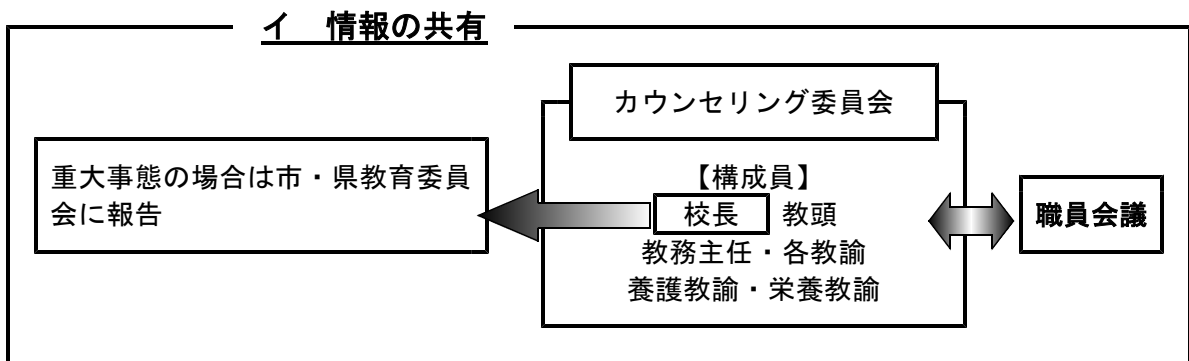 イ 情報の共有
カウンセリング委員会
重大事態の場合は市・県教育委員
会に報告
【構成員】
校長 教頭
教務主任・各教諭
養護教諭・栄養教諭
職員会議